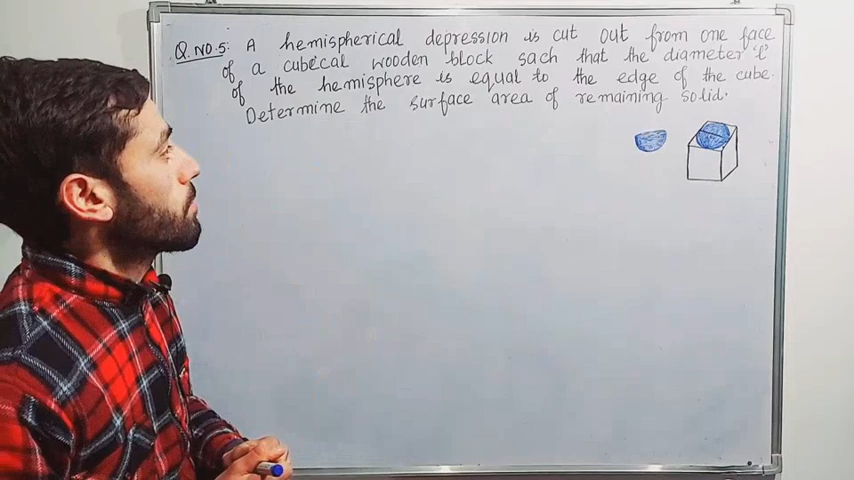 Q.NO.5: A hemispherical depression is cut out from one face
of a cubical wooden block sach that the diameter 'l'
of the hemisphere is equal to the edge of the cube.
Determine the surface area of remaining solid.